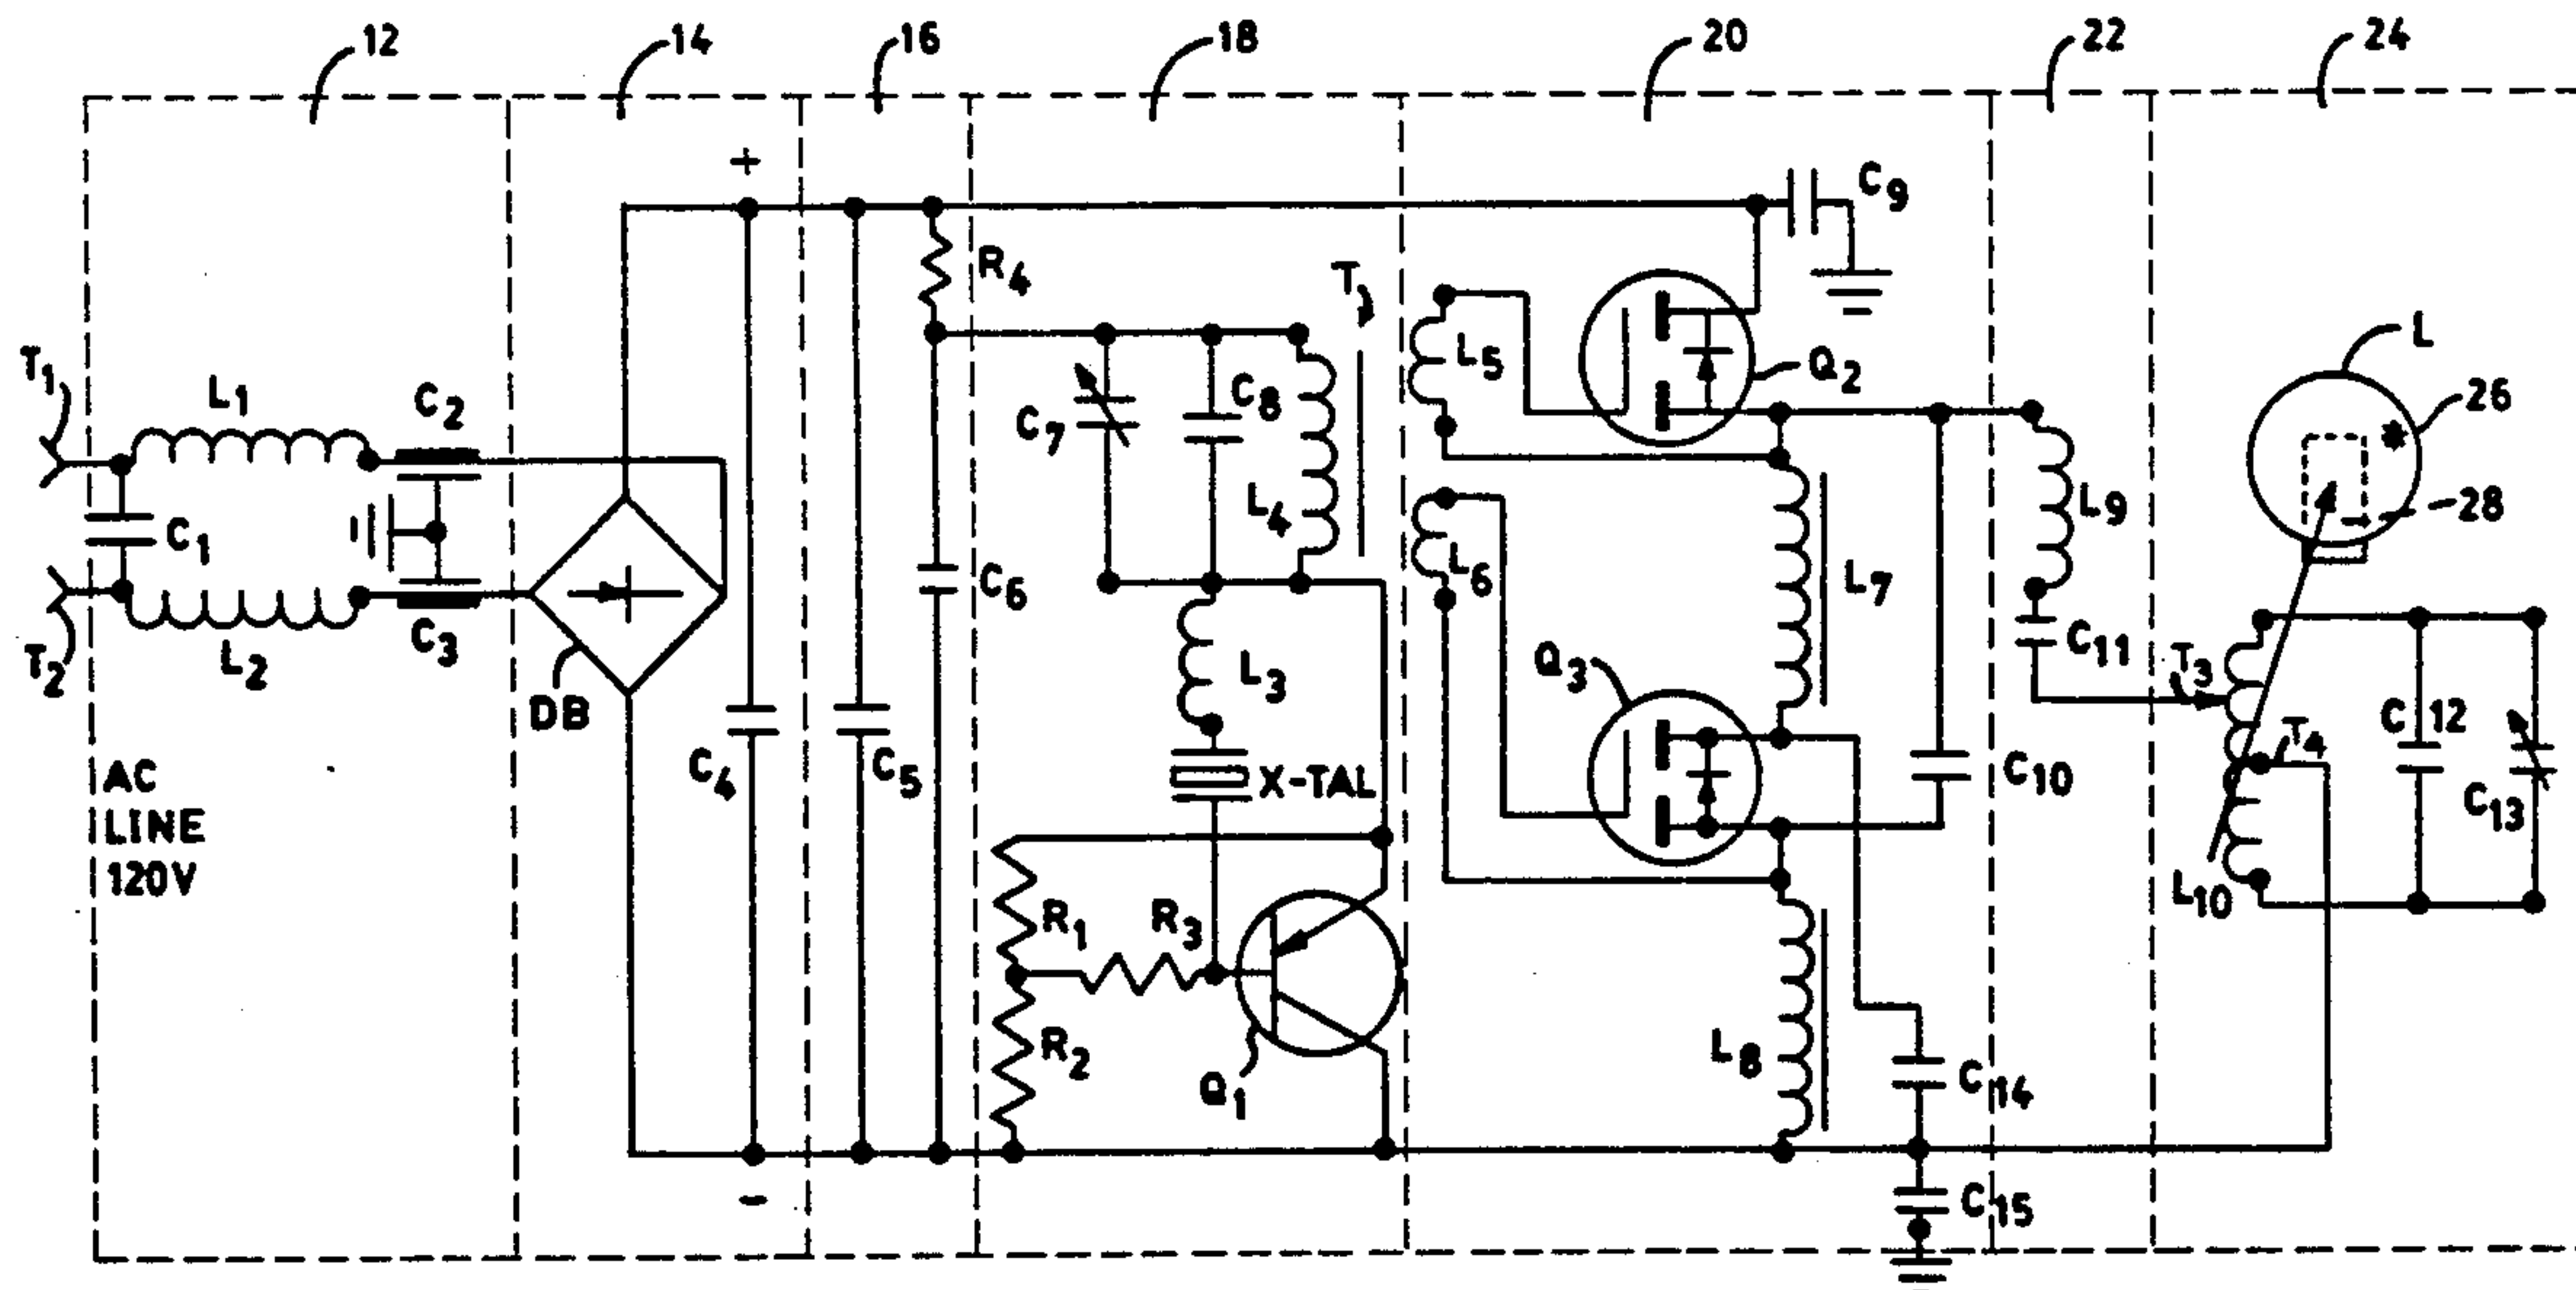 12 14 16 18 20 22 24
+
C9
R4
T1
L
L5
T1
L1
C2
Q2
26
C8
C7
L4
L9
28
C1
L6
L7
C6
C3
L2
T2
C11
Q3
T3
L3
DB
C12
T4
C4
C5
X-TAL
C10
C13
AC
LINE
120V
L10
R1
R3
R2
L8
Q1
C14
-
C15